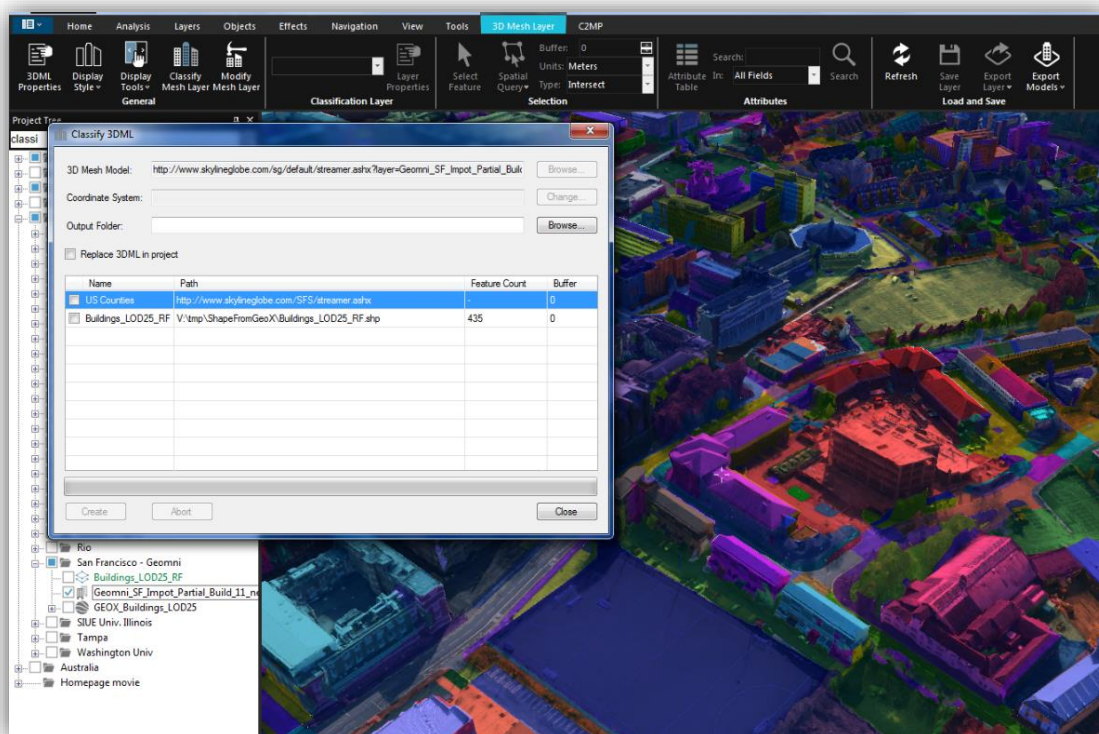 Home Analysis Layers Objects Effects Navigation View Tools 3D Mesh Layer C2MP
3DML Properties
Display Style
Display Tools
Classify Mesh Layer
Modify Mesh Layer
General
Layer Properties
Classification Layer
Select Feature
Spatial Query
Buffer: 0
Units: Meters
Type: Intersect
Selection
Attribute Table
Search:
In: All Fields
Search
Attributes
Refresh
Save Layer
Export Layer
Export Models
Load and Save
Project Tree
classi
Classify 3DML
3D Mesh Model: http://www.skylineglobe.com/sg/default/streamer.ashx?layer=Geomni_SF_Impot_Partial_Build Browse...
Coordinate System: Change...
Output Folder: Browse...
Replace 3DML in project
Name Path Feature Count Buffer
US Counties http://www.skylineglobe.com/SFS/streamer.ashx - 0
Buildings_LOD25_RF V:\tmp\ShapeFromGeoX\Buildings_LOD25_RF.shp 435 0
Create Abort Close
Rio
San Francisco - Geomni
Buildings_LOD25_RF
Geomni_SF_Impot_Partial_Build_11_ne
GEOX_Buildings_LOD25
SIUE Univ. Illinois
Tampa
Washington Univ
Australia
Homepage movie